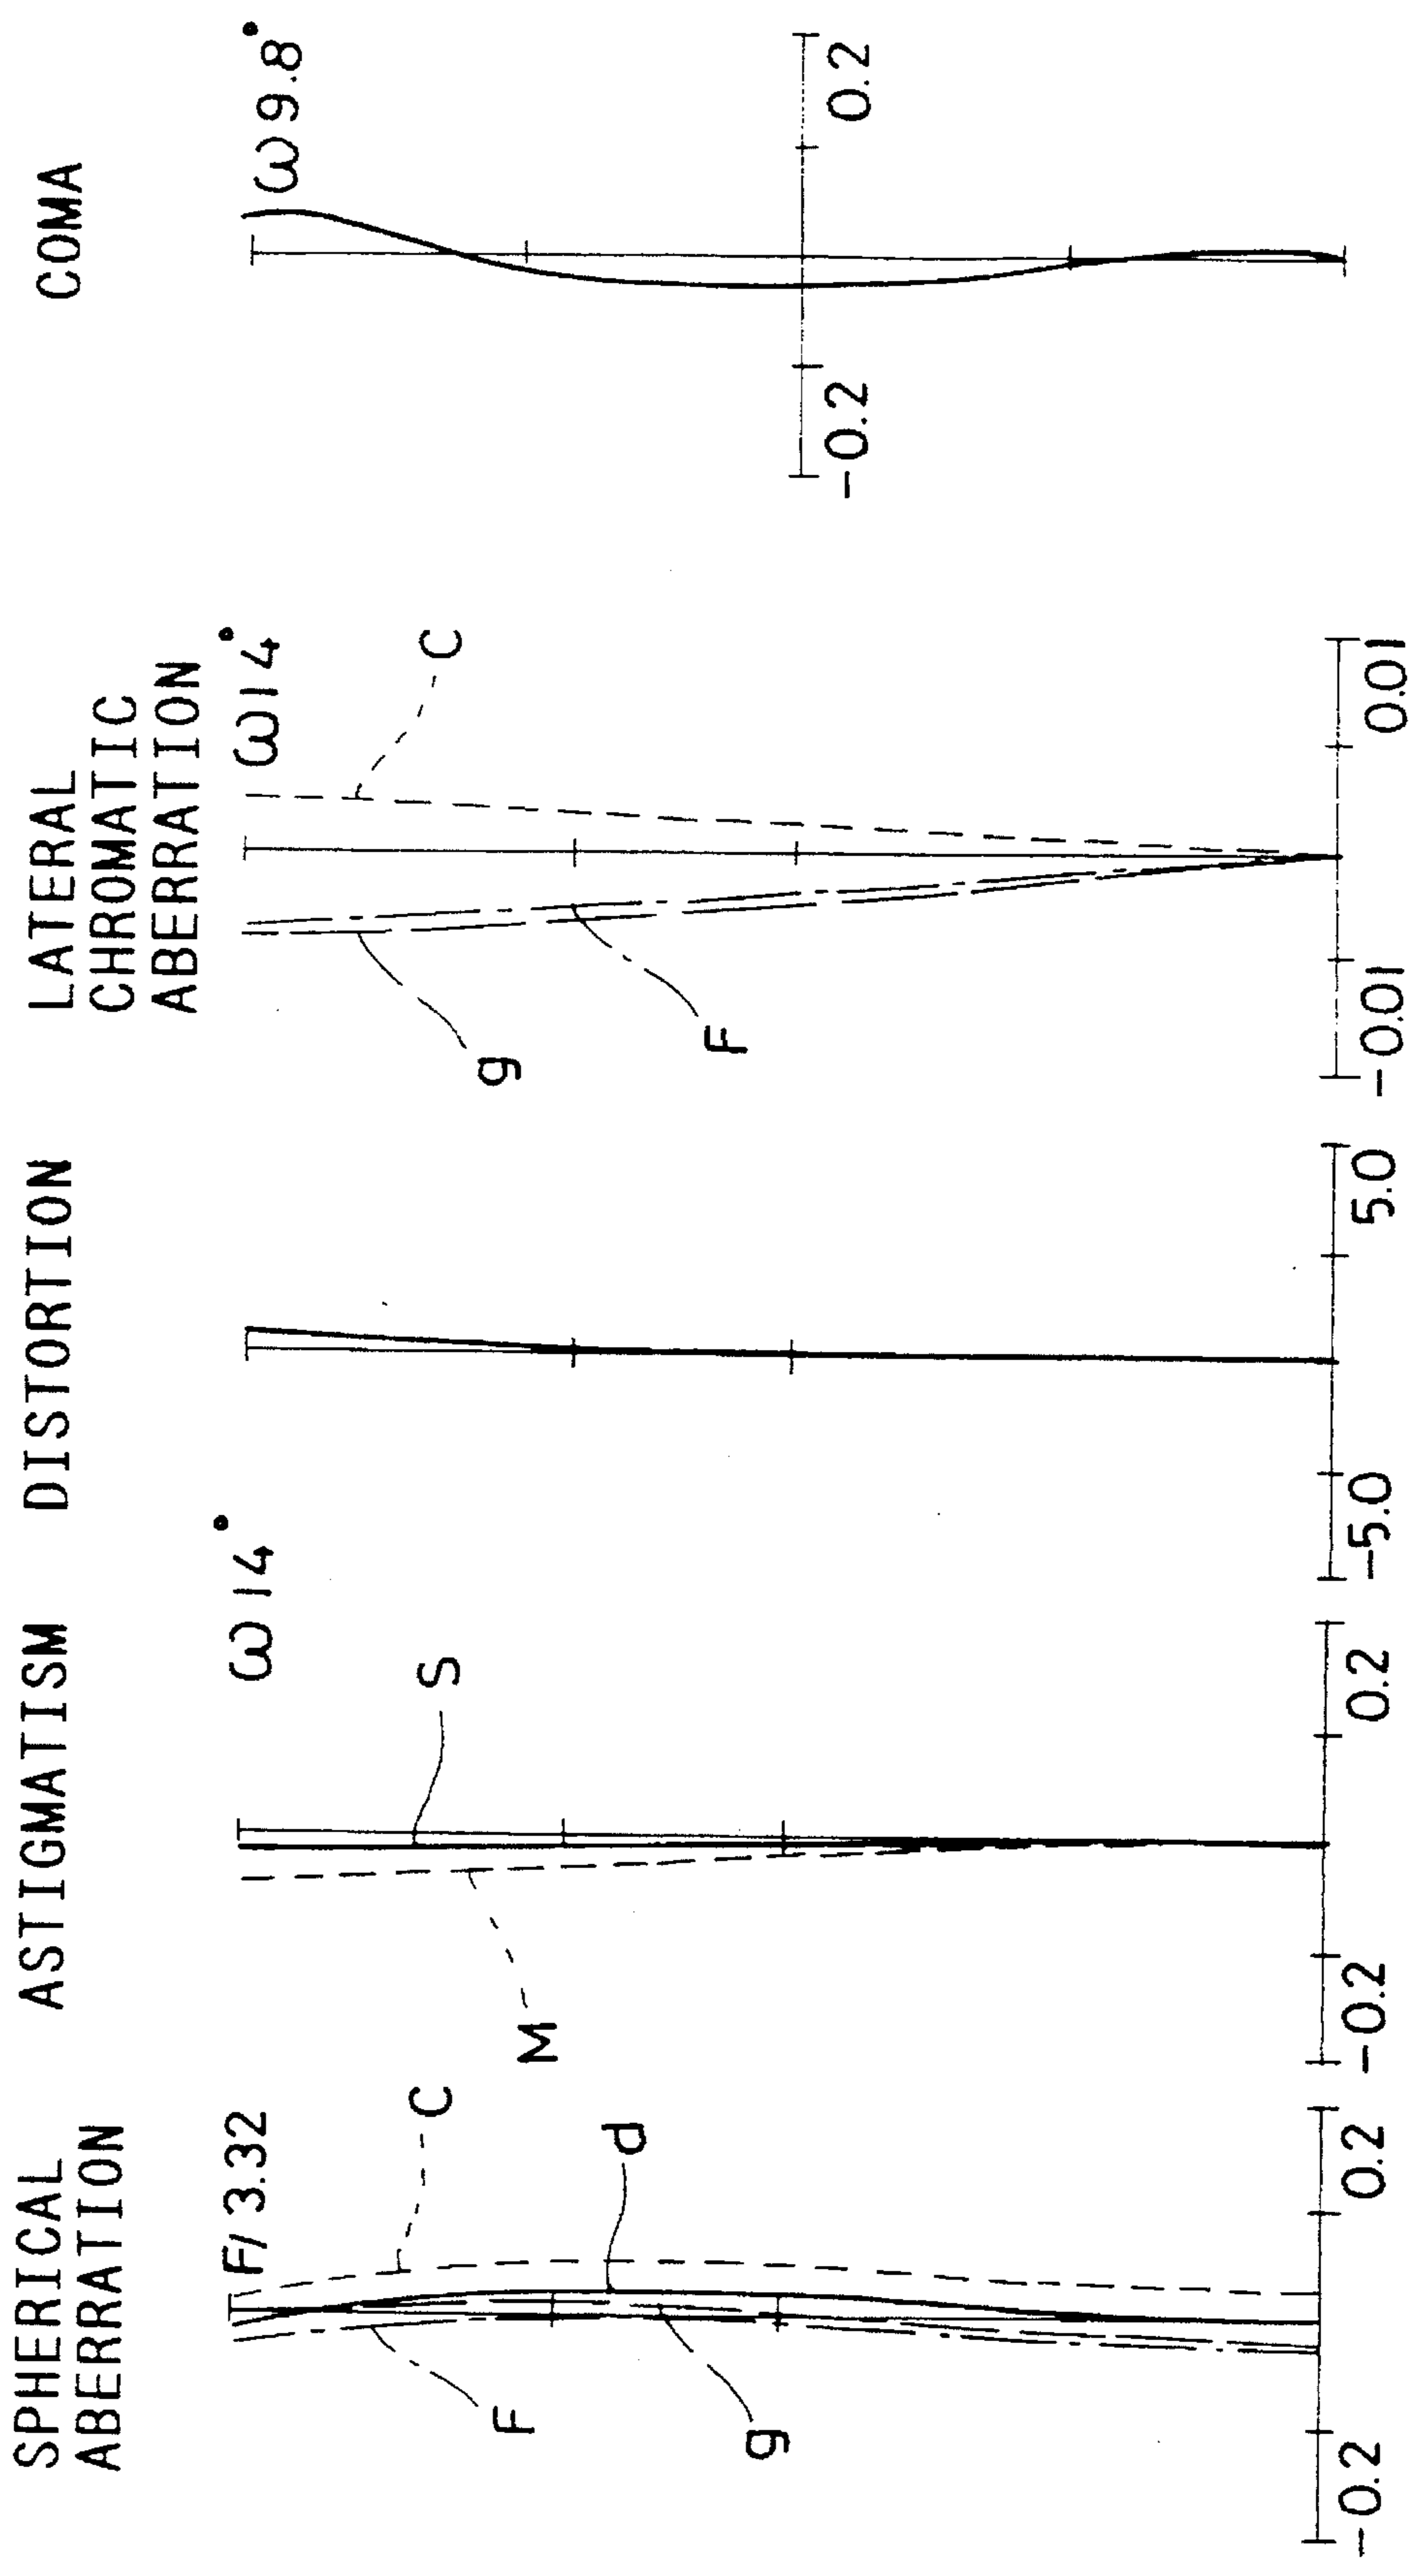 SPHERICAL
ABERRATION
F/3.32
C
d
F
g
-0.2
0.2
ASTIGMATISM
ω14°
S
M
-0.2
0.2
DISTORTION
-5.0
5.0
LATERAL
CHROMATIC
ABERRATION
ω14°
C
g
F
-0.01
0.01
COMA
ω9.8°
-0.2
0.2